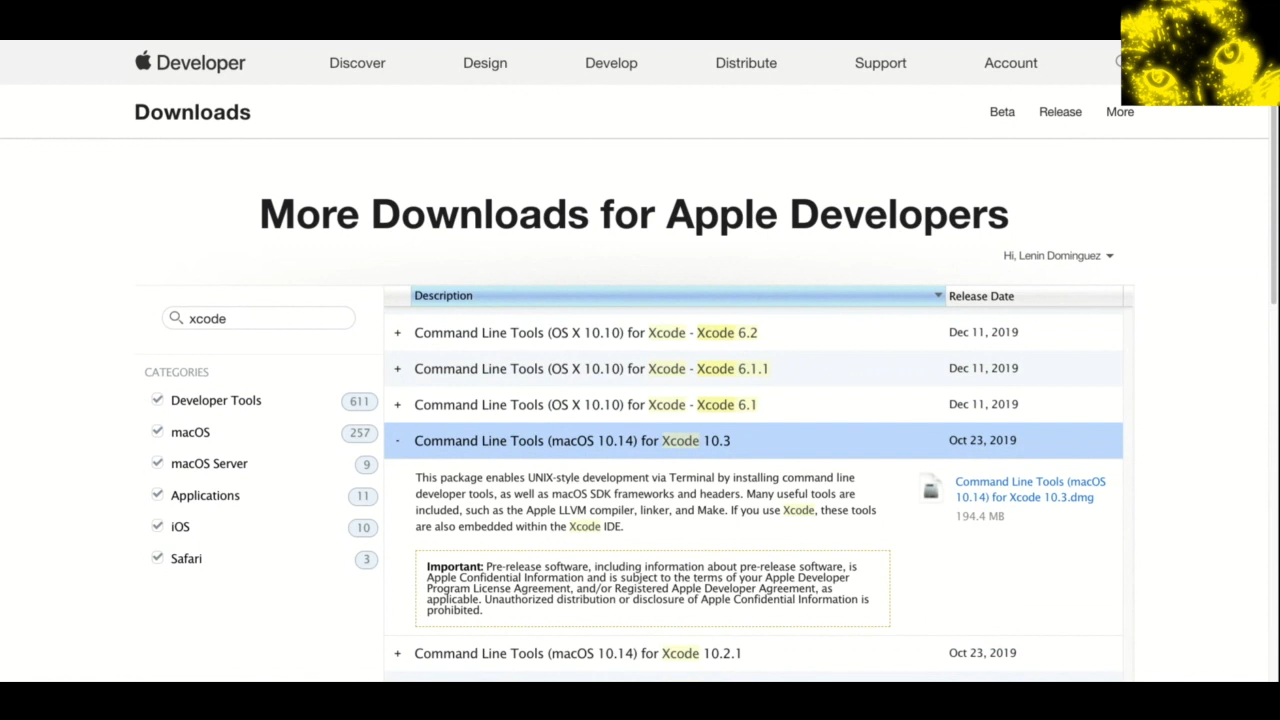 Developer
Discover
Design
Develop
Distribute
Support
Account
Downloads
Beta
Release
More
More Downloads for Apple Developers
Hi, Lenin Dominguez
xcode
CATEGORIES
Developer Tools 611
macOS 257
macOS Server 9
Applications 11
iOS 10
Safari 3
Description Release Date
+ Command Line Tools (OS X 10.10) for Xcode - Xcode 6.2 Dec 11, 2019
+ Command Line Tools (OS X 10.10) for Xcode - Xcode 6.1.1 Dec 11, 2019
+ Command Line Tools (OS X 10.10) for Xcode - Xcode 6.1 Dec 11, 2019
- Command Line Tools (macOS 10.14) for Xcode 10.3 Oct 23, 2019
This package enables UNIX-style development via Terminal by installing command line
developer tools, as well as macOS SDK frameworks and headers. Many useful tools are
included, such as the Apple LLVM compiler, linker, and Make. If you use Xcode, these tools
are also embedded within the Xcode IDE.
Command Line Tools (macOS
10.14) for Xcode 10.3.dmg
194.4 MB
Important: Pre-release software, including information about pre-release software, is
Apple Confidential Information and is subject to the terms of your Apple Developer
Program License Agreement, and/or Registered Apple Developer Agreement, as
applicable. Unauthorized distribution or disclosure of Apple Confidential Information is
prohibited.
+ Command Line Tools (macOS 10.14) for Xcode 10.2.1 Oct 23, 2019